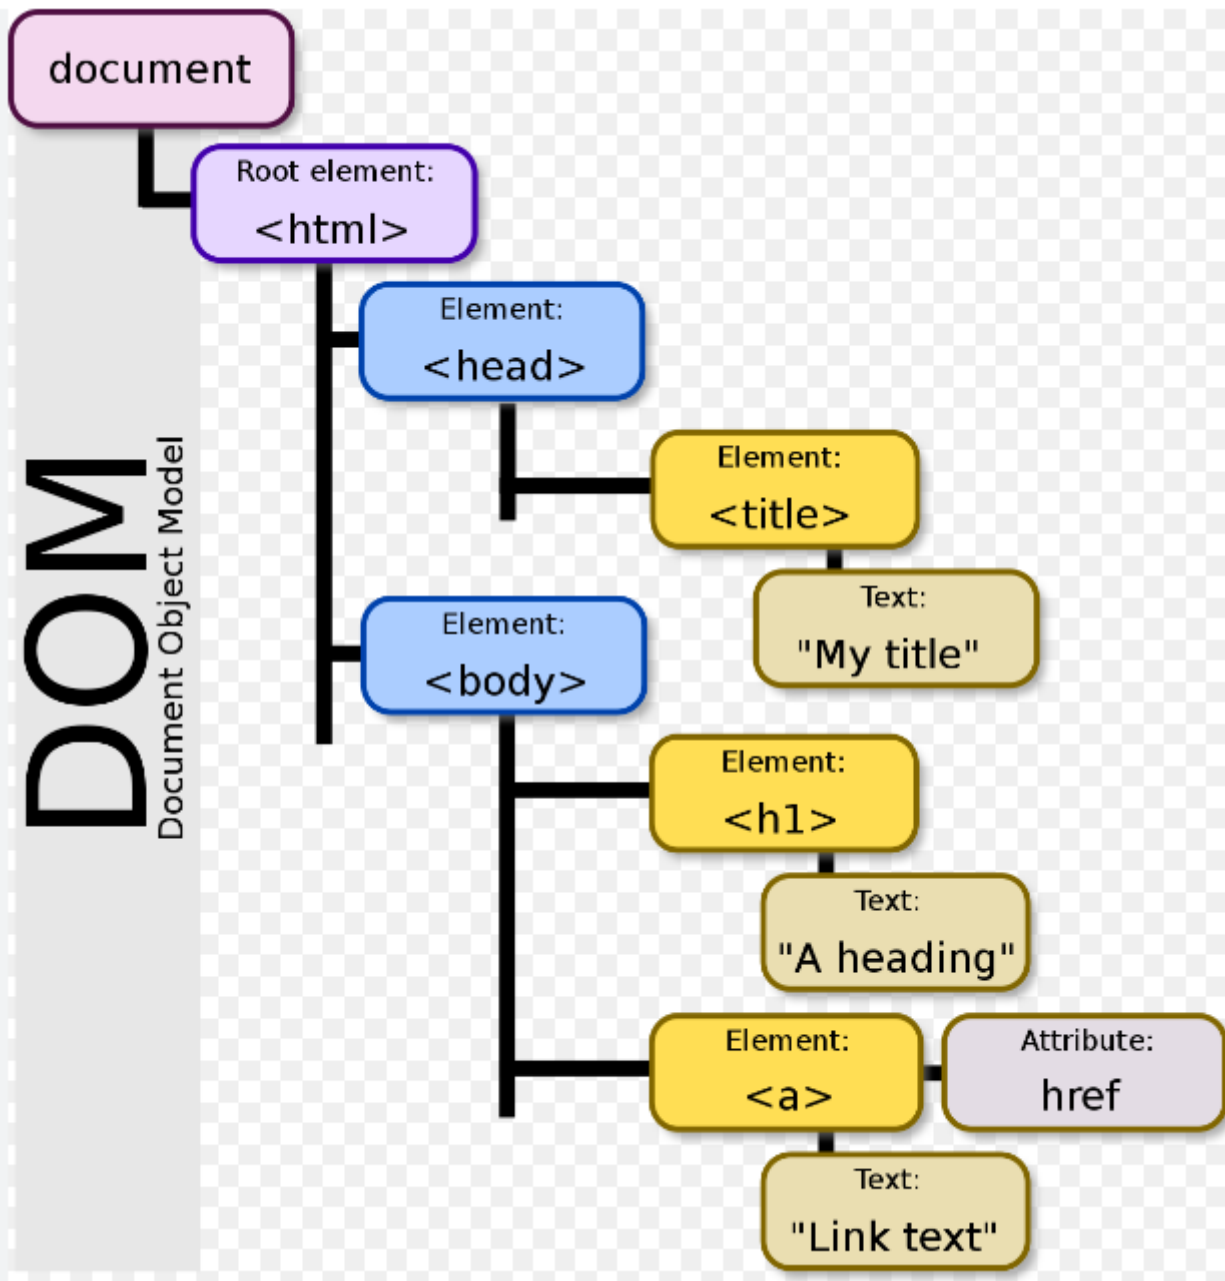 document
Root element:
<html>
Element:
<head>
Element:
<title>
Text:
"My title"
Element:
<body>
Element:
<h1>
Text:
"A heading"
Element:
<a>
Attribute:
href
Text:
"Link text"
DOM
Document Object Model